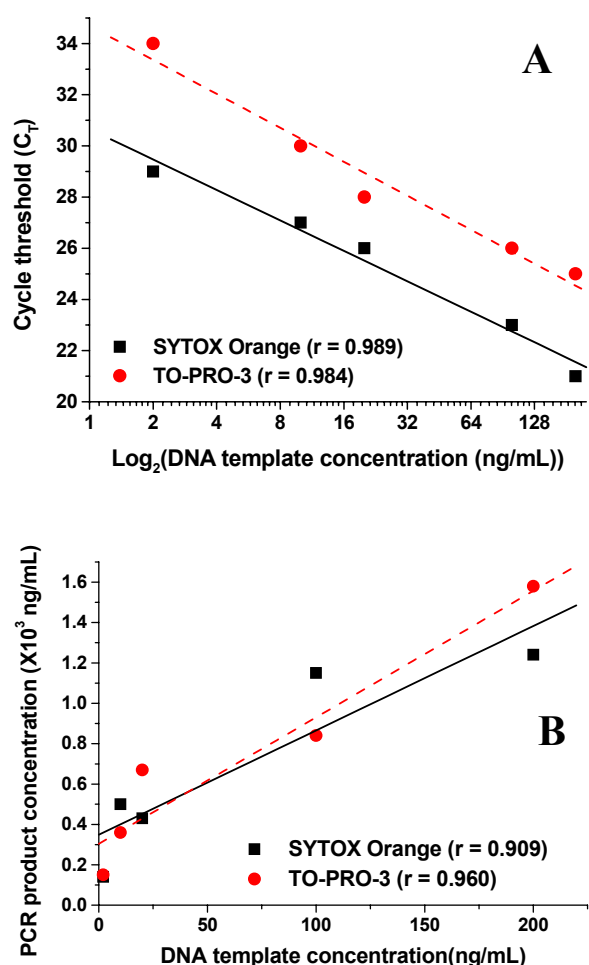 A
Cycle threshold (C_T)
34
32
30
28
26
24
22
20
SYTOX Orange (r = 0.989)
TO-PRO-3 (r = 0.984)
1 2 4 8 16 32 64 128
Log₂(DNA template concentration (ng/mL))
PCR product concentration (X10³ ng/mL)
1.6
1.4
1.2
1.0
0.8
0.6
0.4
0.2
0.0
B
SYTOX Orange (r = 0.909)
TO-PRO-3 (r = 0.960)
0 50 100 150 200
DNA template concentration(ng/mL)